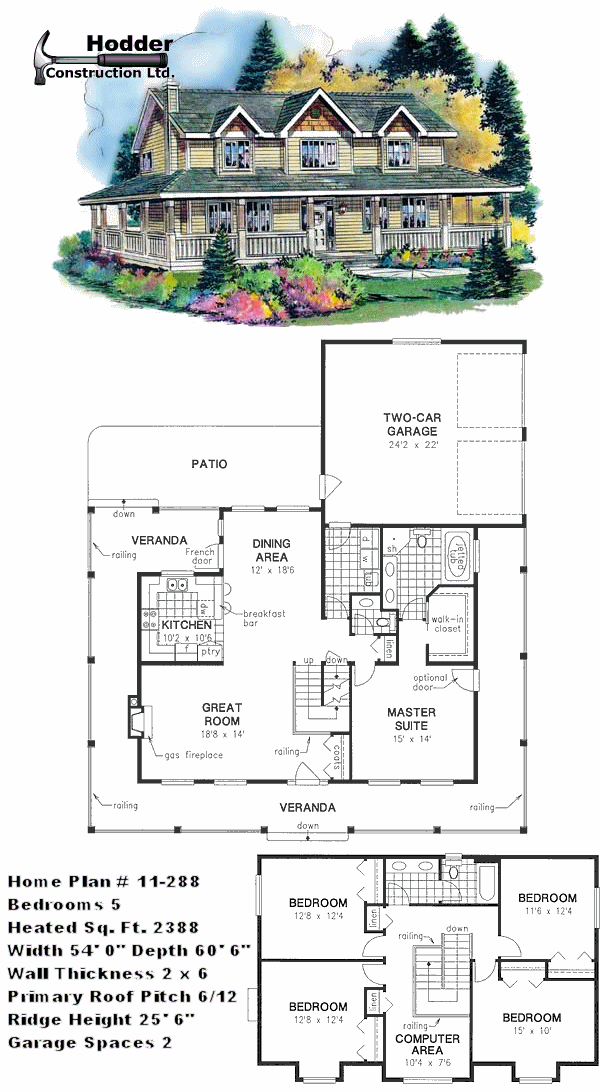 Hodder
Construction Ltd.
TWO-CAR
GARAGE
24'2 x 22'
PATIO
down
VERANDA
railing
French
door
DINING
AREA
12' x 18'6
d
w
tub
sh
jetted
tub
KITCHEN
10'2 x 10'6
dw
f
ptry
breakfast
bar
walk-in
closet
linen
up
down
optional
door
GREAT
ROOM
18'8 x 14'
MASTER
SUITE
15' x 14'
gas fireplace
railing
coats
railing
VERANDA
railing
down
Home Plan # 11-288
Bedrooms 5
Heated Sq. Ft. 2388
Width 54' 0" Depth 60' 6"
Wall Thickness 2 x 6
Primary Roof Pitch 6/12
Ridge Height 25' 6"
Garage Spaces 2
BEDROOM
12'8 x 12'4
linen
BEDROOM
11'6 x 12'4
down
railing
BEDROOM
12'8 x 12'4
linen
railing
COMPUTER
AREA
10'4 x 7'6
BEDROOM
15' x 10'